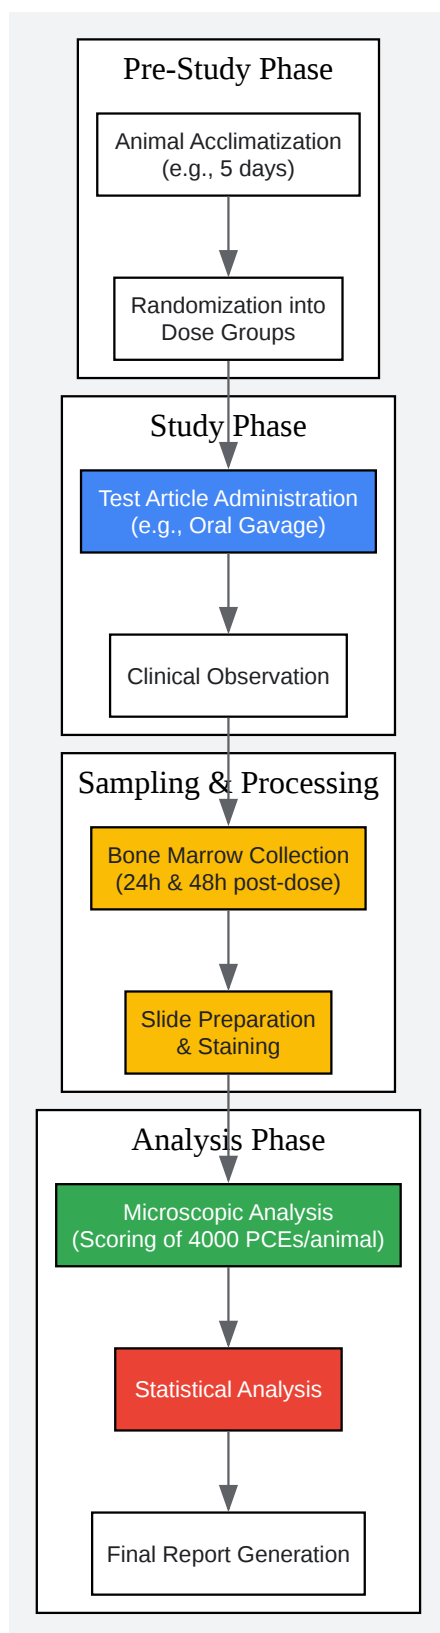 Pre-Study Phase
Animal Acclimatization
(e.g., 5 days)
Randomization into
Dose Groups
Study Phase
Test Article Administration
(e.g., Oral Gavage)
Clinical Observation
Sampling & Processing
Bone Marrow Collection
(24h & 48h post-dose)
Slide Preparation
& Staining
Analysis Phase
Microscopic Analysis
(Scoring of 4000 PCEs/animal)
Statistical Analysis
Final Report Generation